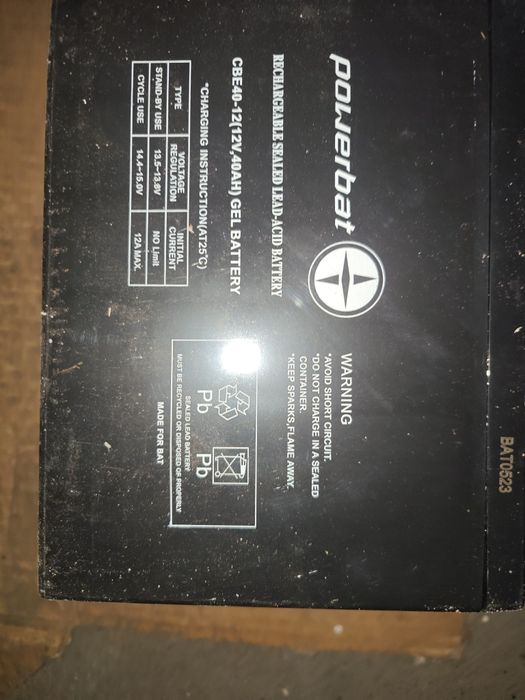 BAT0523
powerbat
RECHARGEABLE SEALED LEAD-ACID BATTERY
CBE40-12(12V,40AH) GEL BATTERY
*CHARGING INSTRUCTION(AT25℃)
TYPE VOLTAGE REGULATION INITIAL CURRENT
STAND-BY USE 13.5~13.8V NO Limit
CYCLE USE 14.4~15.0V 12A MAX.
WARNING
*AVOID SHORT CIRCUIT.
*DO NOT CHARGE IN A SEALED
CONTAINER.
*KEEP SPARKS,FLAME AWAY.
Pb Pb
SEALED LEAD BATTERY
MUST BE RECYCLED OR DISPOSED OF PROPERLY
MADE FOR BAT